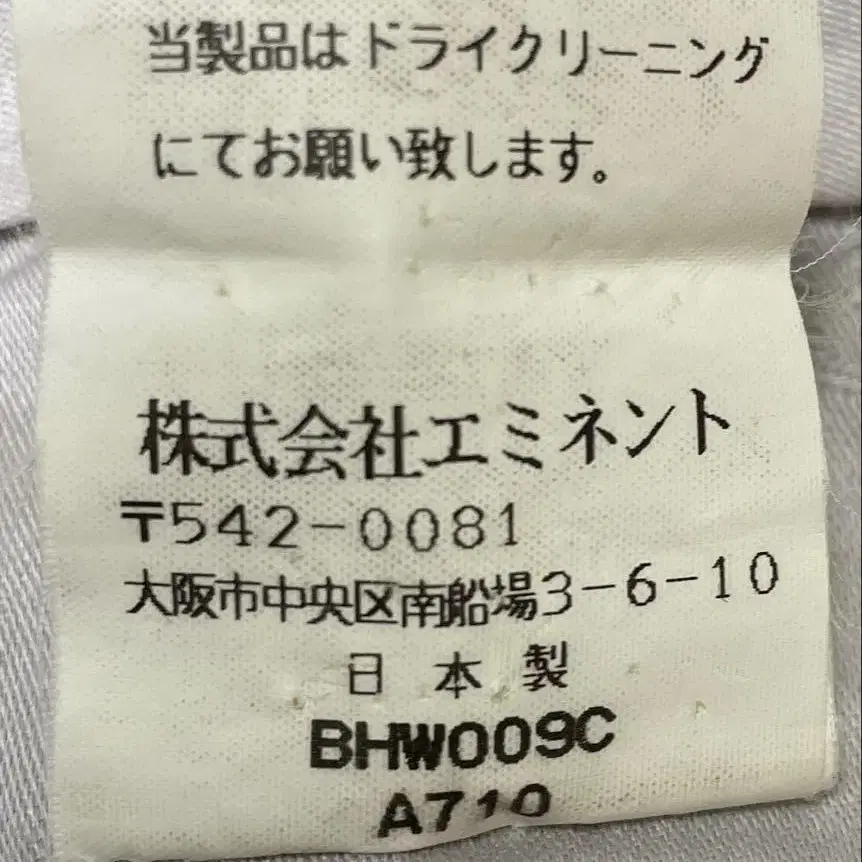 当製品はドライクリーニング
にてお願い致します。
株式会社エミネント
〒542-0081
大阪市中央区南船場3-6-10
日本製
BHW009C
A710